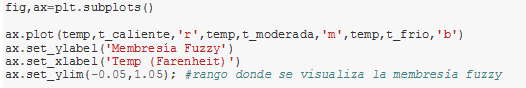 fig,ax=plt.subplots()
ax.plot(temp,t_caliente,'r',temp,t_moderada,'m',temp,t_frio,'b')
ax.set_ylabel('Membresía Fuzzy')
ax.set_xlabel('Temp (Farenheit)')
ax.set_ylim(-0.05,1.05); #rango donde se visualiza la membresía fuzzy